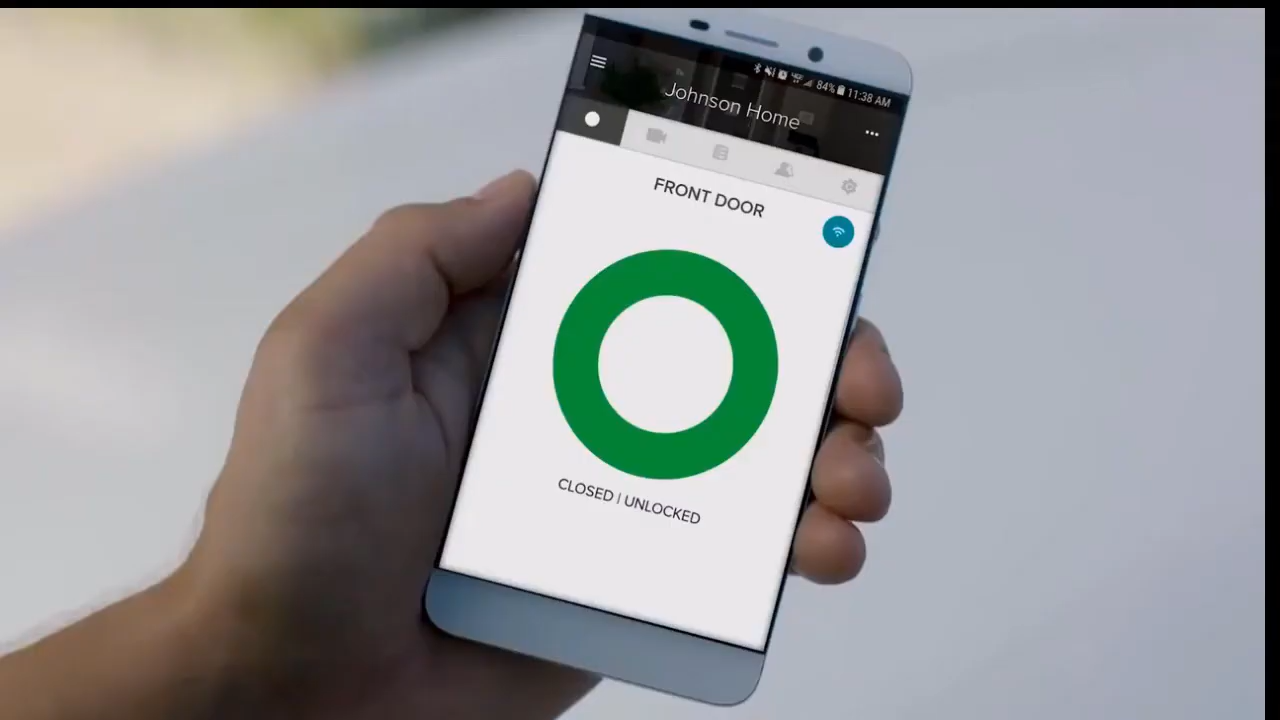 84% 11:38 AM
Johnson Home
FRONT DOOR
CLOSED | UNLOCKED